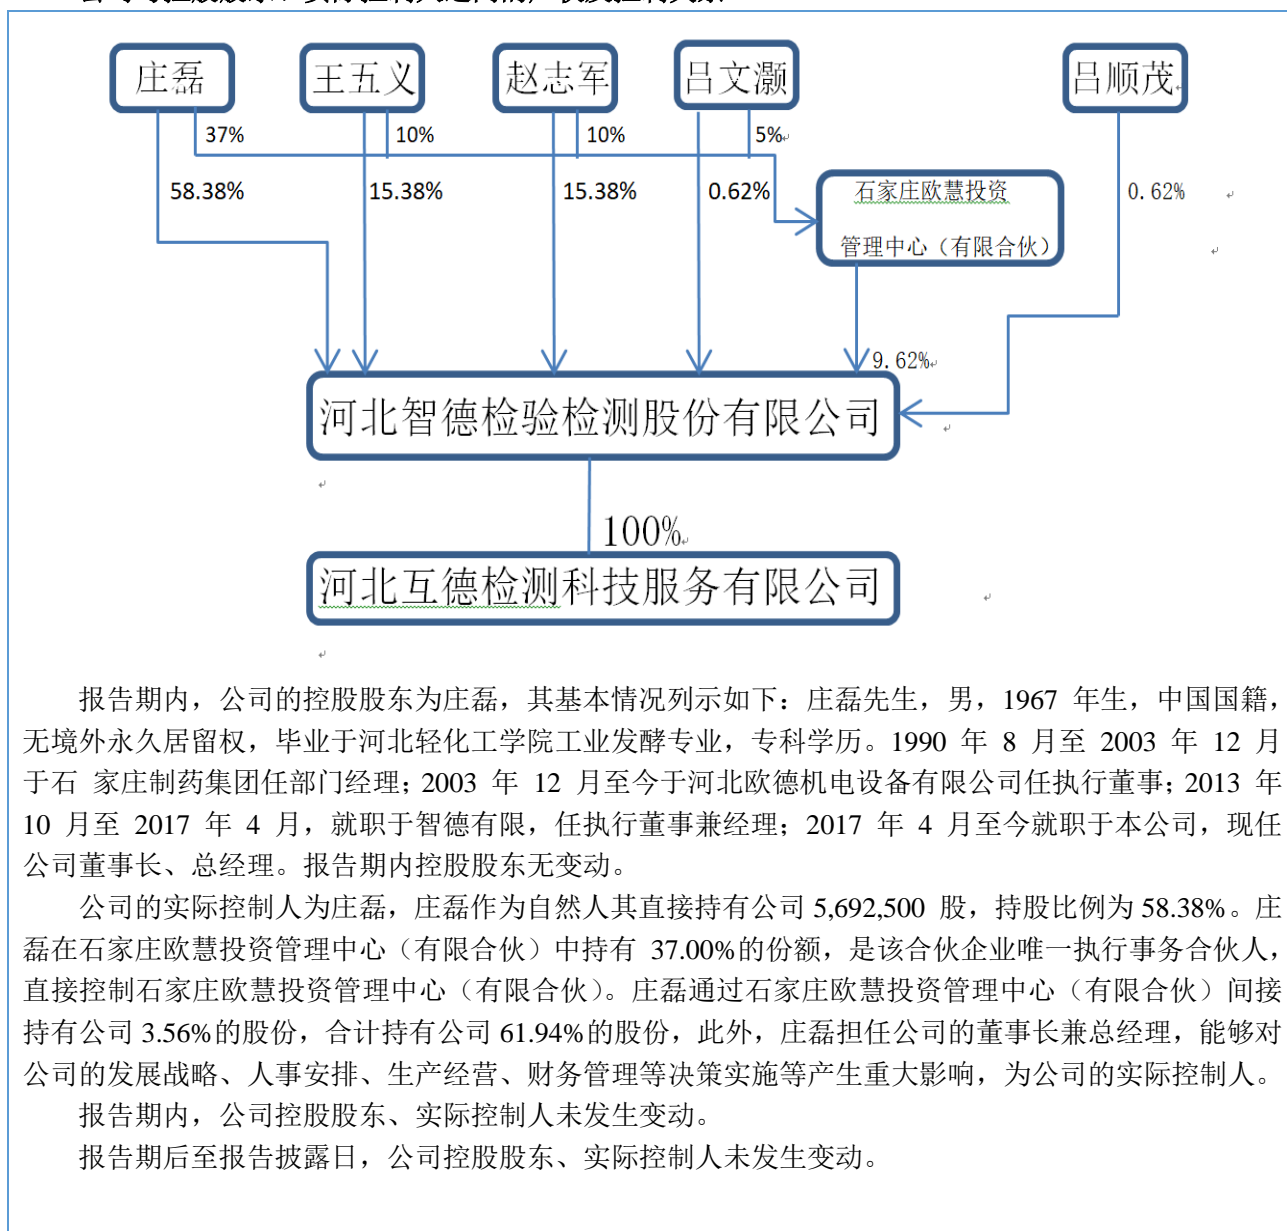 庄磊
王五义
赵志军
吕文灏
吕顺茂
37%
10%
10%
5%
58.38%
15.38%
15.38%
0.62%
石家庄欧慧投资
管理中心（有限合伙）
0.62%
9.62%
河北智德检验检测股份有限公司
100%
河北互德检测科技服务有限公司
报告期内，公司的控股股东为庄磊，其基本情况列示如下：庄磊先生，男，1967 年生，中国国籍，
无境外永久居留权，毕业于河北轻化工学院工业发酵专业，专科学历。1990 年 8 月至 2003 年 12 月
于石 家庄制药集团任部门经理；2003 年 12 月至今于河北欧德机电设备有限公司任执行董事；2013 年
10 月至 2017 年 4 月，就职于智德有限，任执行董事兼经理；2017 年 4 月至今就职于本公司，现任
公司董事长、总经理。报告期内控股股东无变动。
公司的实际控制人为庄磊，庄磊作为自然人其直接持有公司 5,692,500 股，持股比例为 58.38%。庄
磊在石家庄欧慧投资管理中心（有限合伙）中持有 37.00%的份额，是该合伙企业唯一执行事务合伙人，
直接控制石家庄欧慧投资管理中心（有限合伙）。庄磊通过石家庄欧慧投资管理中心（有限合伙）间接
持有公司 3.56%的股份，合计持有公司 61.94%的股份，此外，庄磊担任公司的董事长兼总经理，能够对
公司的发展战略、人事安排、生产经营、财务管理等决策实施等产生重大影响，为公司的实际控制人。
报告期内，公司控股股东、实际控制人未发生变动。
报告期后至报告披露日，公司控股股东、实际控制人未发生变动。